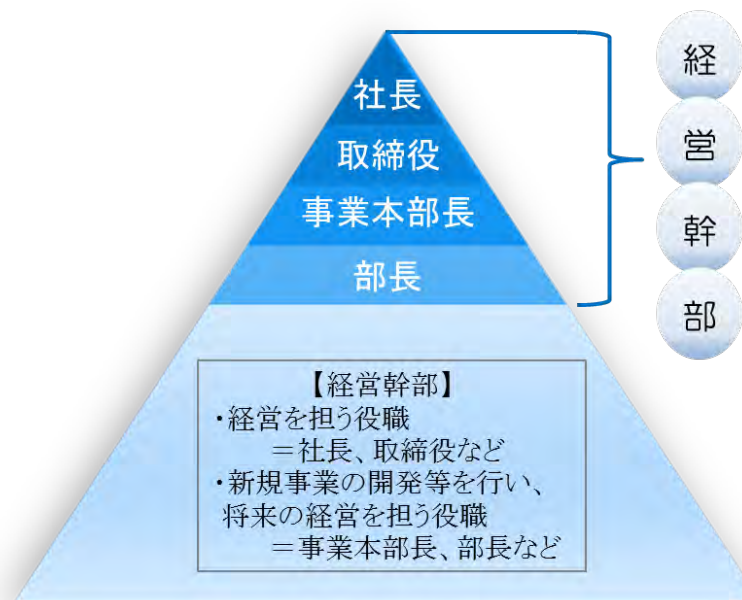 社長
取締役
事業本部長
部長
経営幹部
【経営幹部】
・経営を担う役職
＝社長、取締役など
・新規事業の開発等を行い、
将来の経営を担う役職
＝事業本部長、部長など